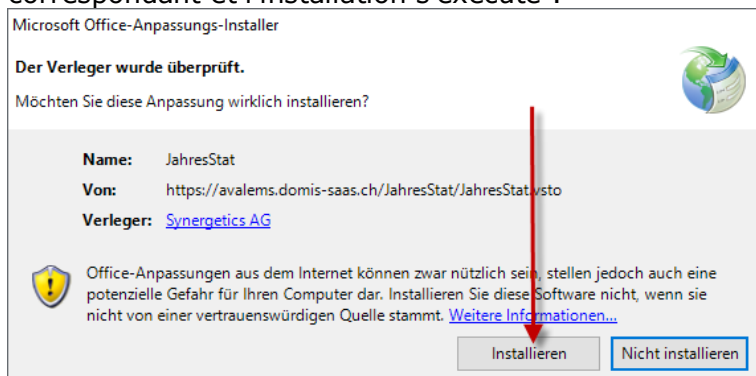 correspondant et l'installation s'exécute :
Microsoft Office-Anpassungs-Installer
Der Verleger wurde überprüft.
Möchten Sie diese Anpassung wirklich installieren?
Name: JahresStat
Von: https://avalems.domis-saas.ch/JahresStat/JahresStat.vsto
Verleger: Synergetics AG
Office-Anpassungen aus dem Internet können zwar nützlich sein, stellen jedoch auch eine
potenzielle Gefahr für Ihren Computer dar. Installieren Sie diese Software nicht, wenn sie
nicht von einer vertrauenswürdigen Quelle stammt. Weitere Informationen...
Installieren Nicht installieren